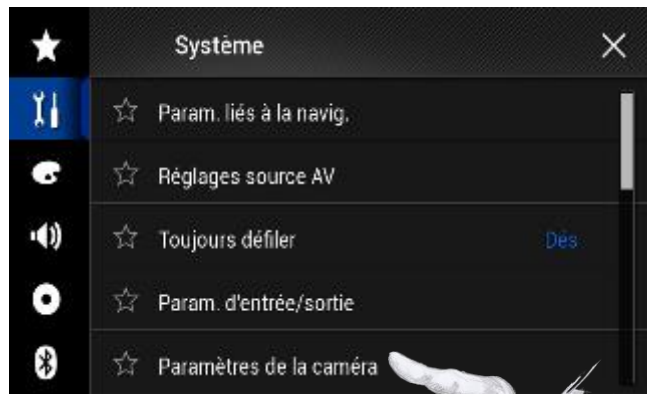 Système
Param. liés à la navig.
Réglages source AV
Toujours défiler
Dés
Param. d'entrée/sortie
Paramètres de la caméra